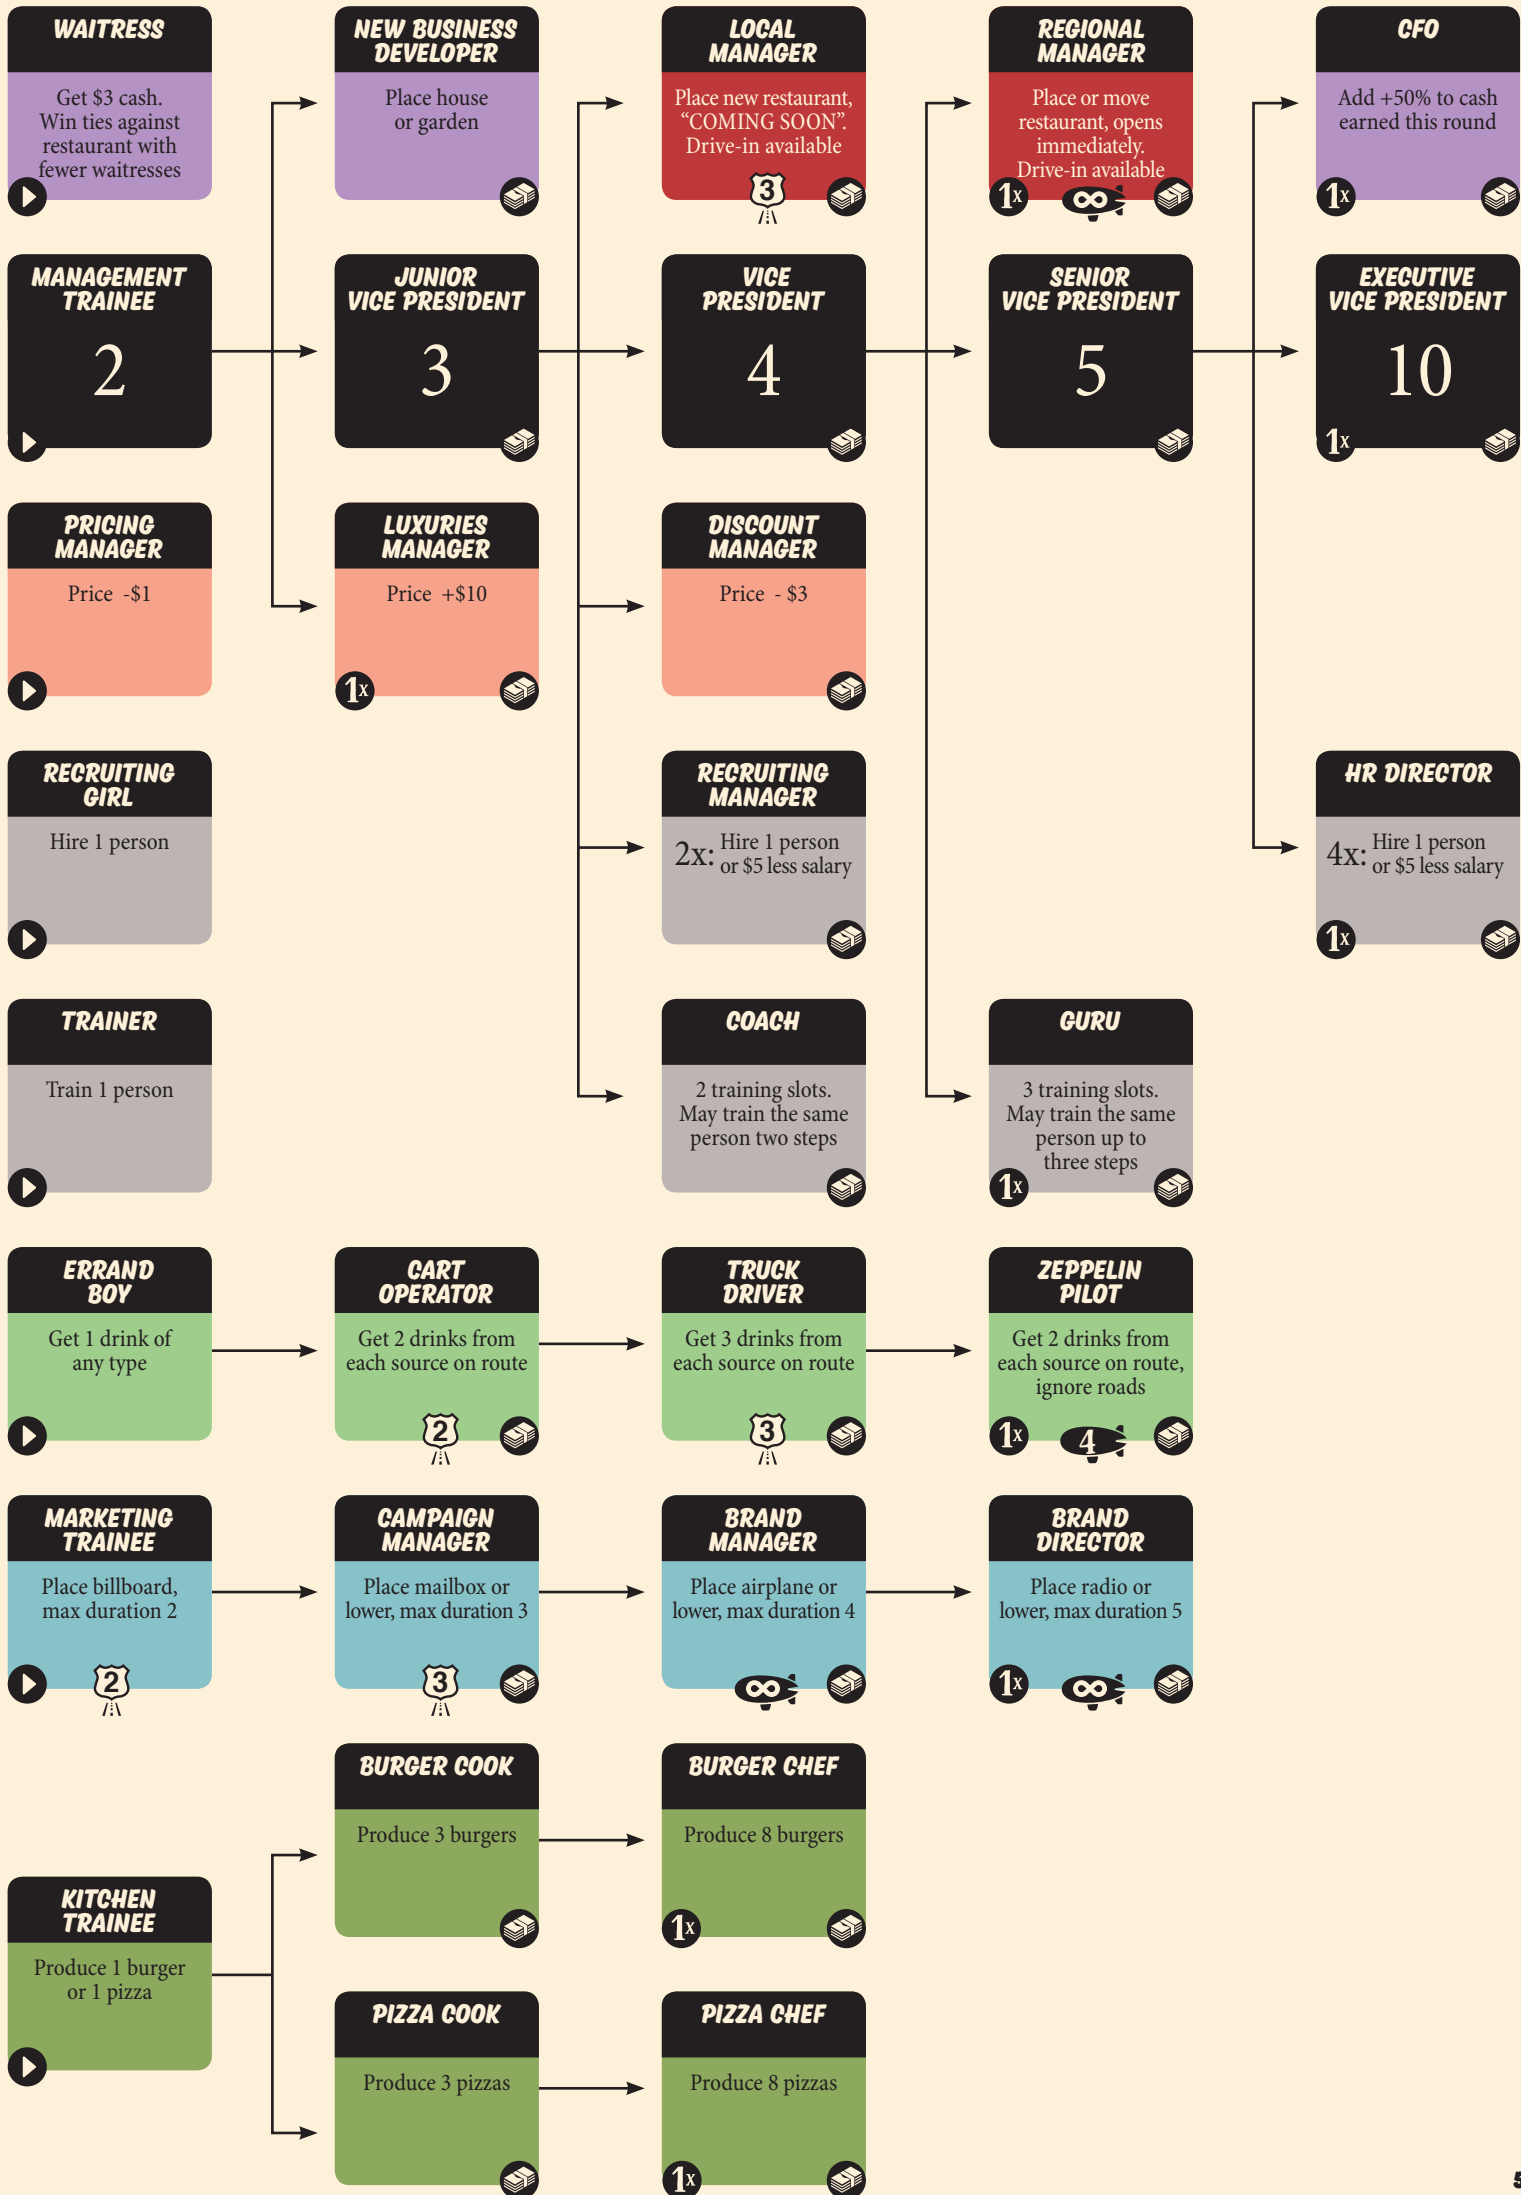 WAITRESS
Get $3 cash.
Win ties against
restaurant with
fewer waitresses
NEW BUSINESS
DEVELOPER
Place house
or garden
LOCAL
MANAGER
Place new restaurant,
“COMING SOON”.
Drive-in available
3
REGIONAL
MANAGER
Place or move
restaurant, opens
immediately.
Drive-in available
1x
∞
CFO
Add +50% to cash
earned this round
1x
MANAGEMENT
TRAINEE
2
JUNIOR
VICE PRESIDENT
3
VICE
PRESIDENT
4
SENIOR
VICE PRESIDENT
5
EXECUTIVE
VICE PRESIDENT
10
1x
PRICING
MANAGER
Price -$1
LUXURIES
MANAGER
Price +$10
1x
DISCOUNT
MANAGER
Price - $3
RECRUITING
GIRL
Hire 1 person
RECRUITING
MANAGER
2x: Hire 1 person
or $5 less salary
HR DIRECTOR
4x: Hire 1 person
or $5 less salary
1x
TRAINER
Train 1 person
COACH
2 training slots.
May train the same
person two steps
GURU
3 training slots.
May train the same
person up to
three steps
1x
ERRAND
BOY
Get 1 drink of
any type
CART
OPERATOR
Get 2 drinks from
each source on route
2
TRUCK
DRIVER
Get 3 drinks from
each source on route
3
ZEPPELIN
PILOT
Get 2 drinks from
each source on route,
ignore roads
1x
4
MARKETING
TRAINEE
Place billboard,
max duration 2
2
CAMPAIGN
MANAGER
Place mailbox or
lower, max duration 3
3
BRAND
MANAGER
Place airplane or
lower, max duration 4
∞
BRAND
DIRECTOR
Place radio or
lower, max duration 5
1x
∞
KITCHEN
TRAINEE
Produce 1 burger
or 1 pizza
BURGER COOK
Produce 3 burgers
BURGER CHEF
Produce 8 burgers
1x
PIZZA COOK
Produce 3 pizzas
PIZZA CHEF
Produce 8 pizzas
1x
5